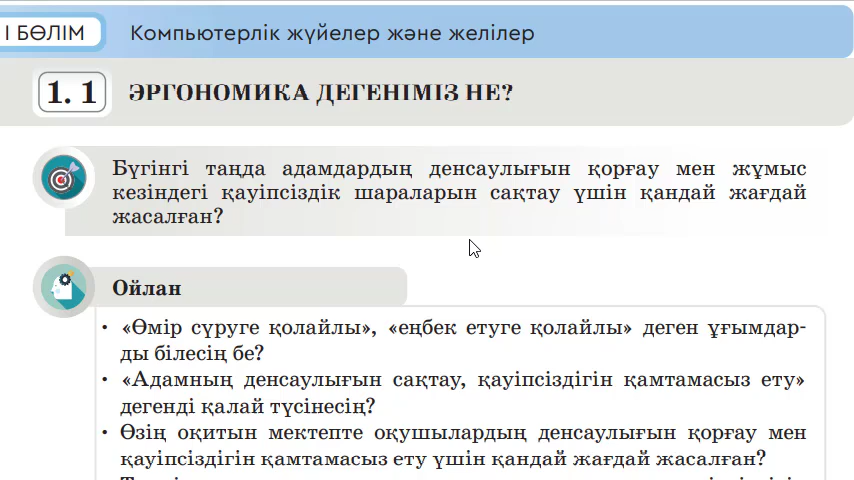 І БӨЛІМ Компьютерлік жүйелер және желілер
1. 1 ЭРГОНОМИКА ДЕГЕНІМІЗ НЕ?
Бүгінгі таңда адамдардың денсаулығын қорғау мен жұмыс
кезіндегі қауіпсіздік шараларын сақтау үшін қандай жағдай
жасалған?
Ойлан
• «Өмір сүруге қолайлы», «еңбек етуге қолайлы» деген ұғымдар-
ды білесің бе?
• «Адамның денсаулығын сақтау, қауіпсіздігін қамтамасыз ету»
дегенді қалай түсінесің?
• Өзің оқитын мектепте оқушылардың денсаулығын қорғау мен
қауіпсіздігін қамтамасыз ету үшін қандай жағдай жасалған?